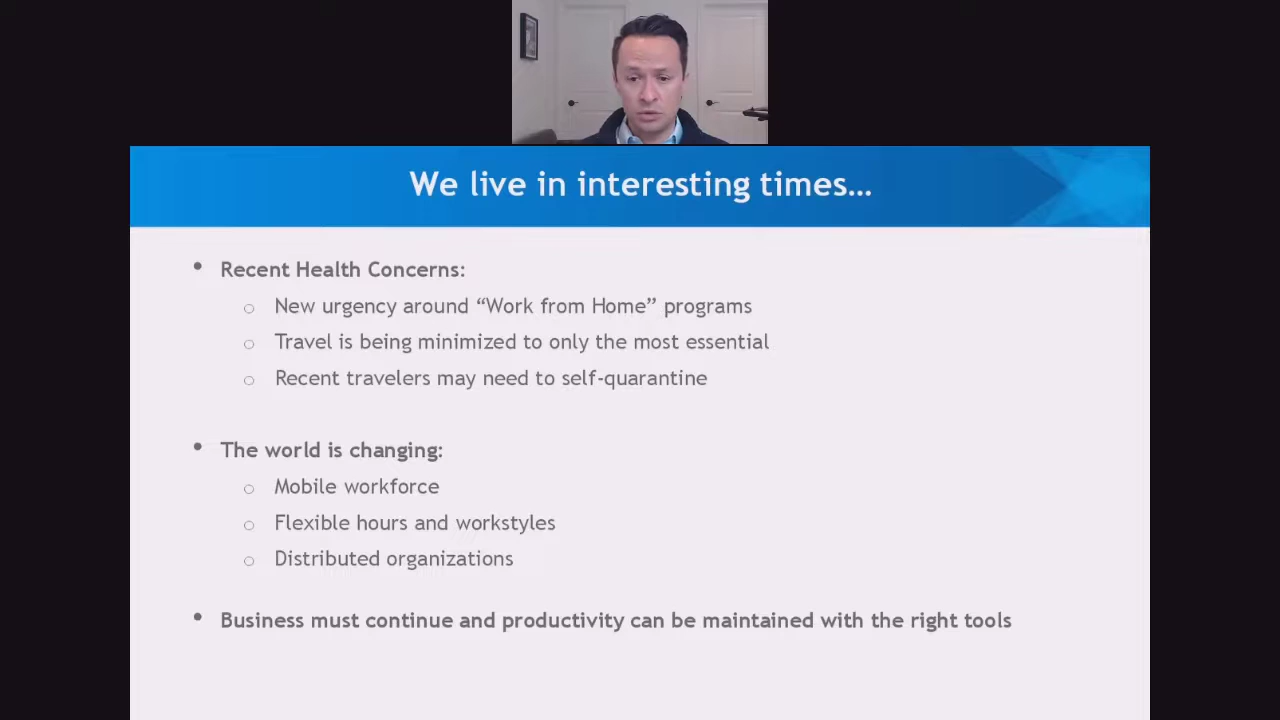 We live in interesting times…
• Recent Health Concerns:
o New urgency around “Work from Home” programs
o Travel is being minimized to only the most essential
o Recent travelers may need to self-quarantine
• The world is changing:
o Mobile workforce
o Flexible hours and workstyles
o Distributed organizations
• Business must continue and productivity can be maintained with the right tools